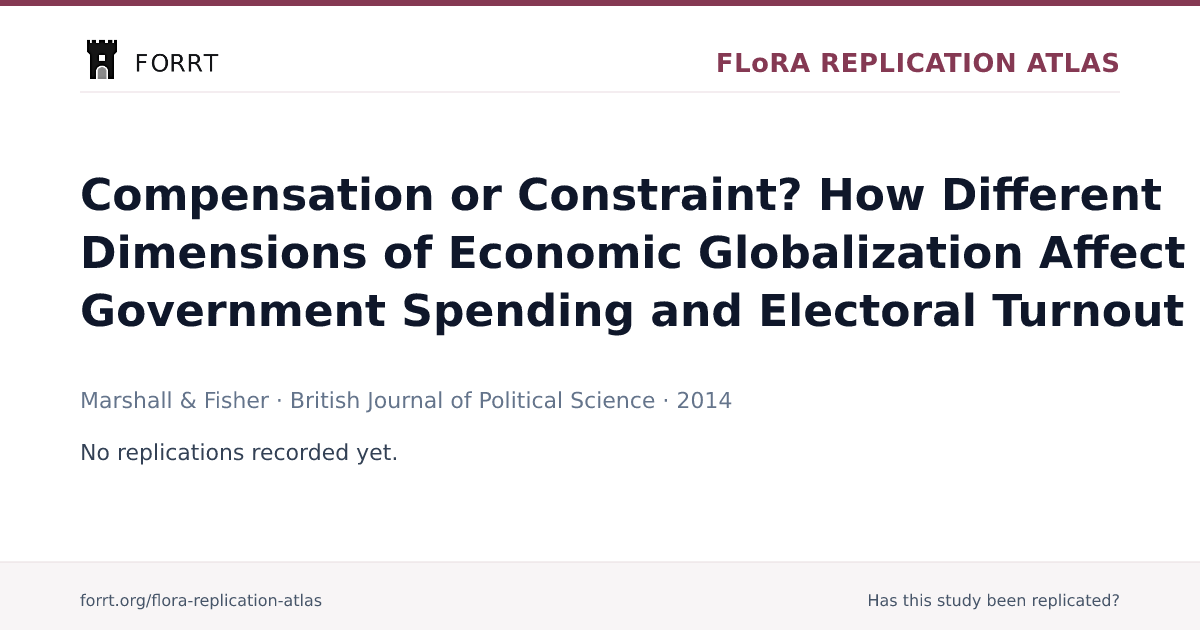 FORRT
FLoRA REPLICATION ATLAS
Compensation or Constraint? How Different
Dimensions of Economic Globalization Affect
Government Spending and Electoral Turnout
Marshall & Fisher · British Journal of Political Science · 2014
No replications recorded yet.
forrt.org/flora-replication-atlas
Has this study been replicated?